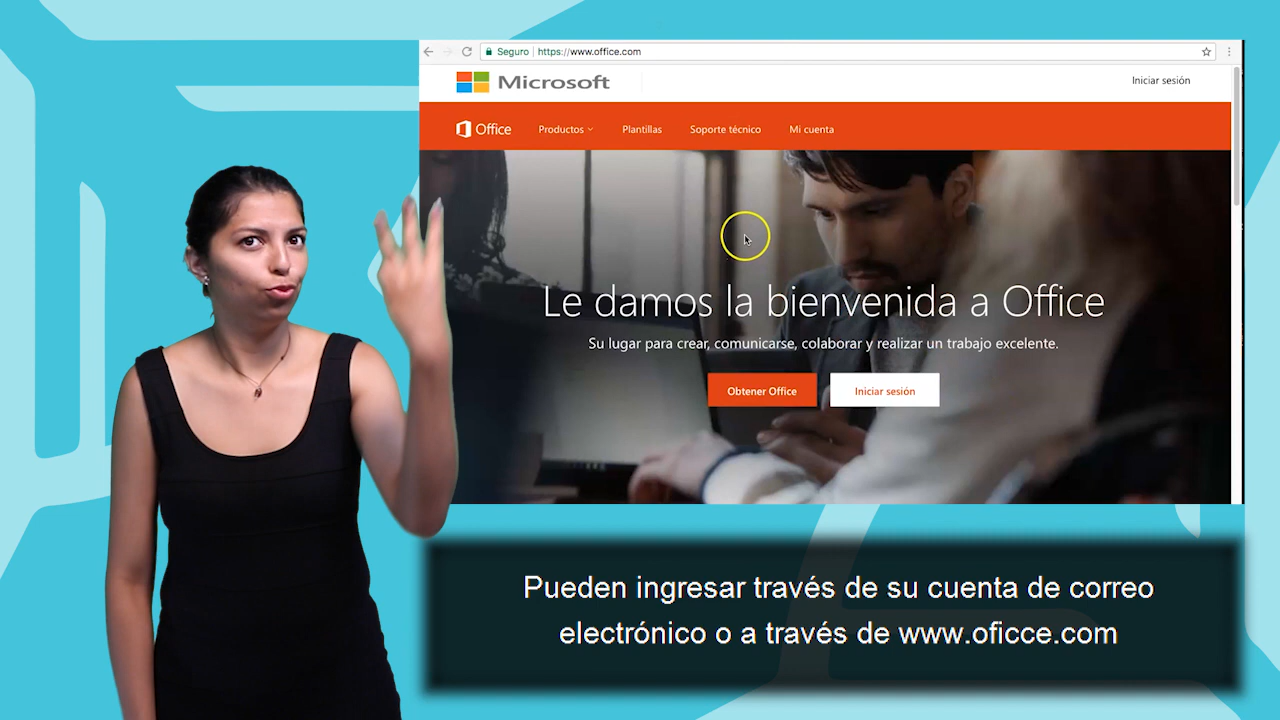 Seguro https://www.office.com
Microsoft
Iniciar sesión
Office Productos Plantillas Soporte técnico Mi cuenta
Le damos la bienvenida a Office
Su lugar para crear, comunicarse, colaborar y realizar un trabajo excelente.
Obtener Office Iniciar sesión
Pueden ingresar través de su cuenta de correo
electrónico o a través de www.oficce.com